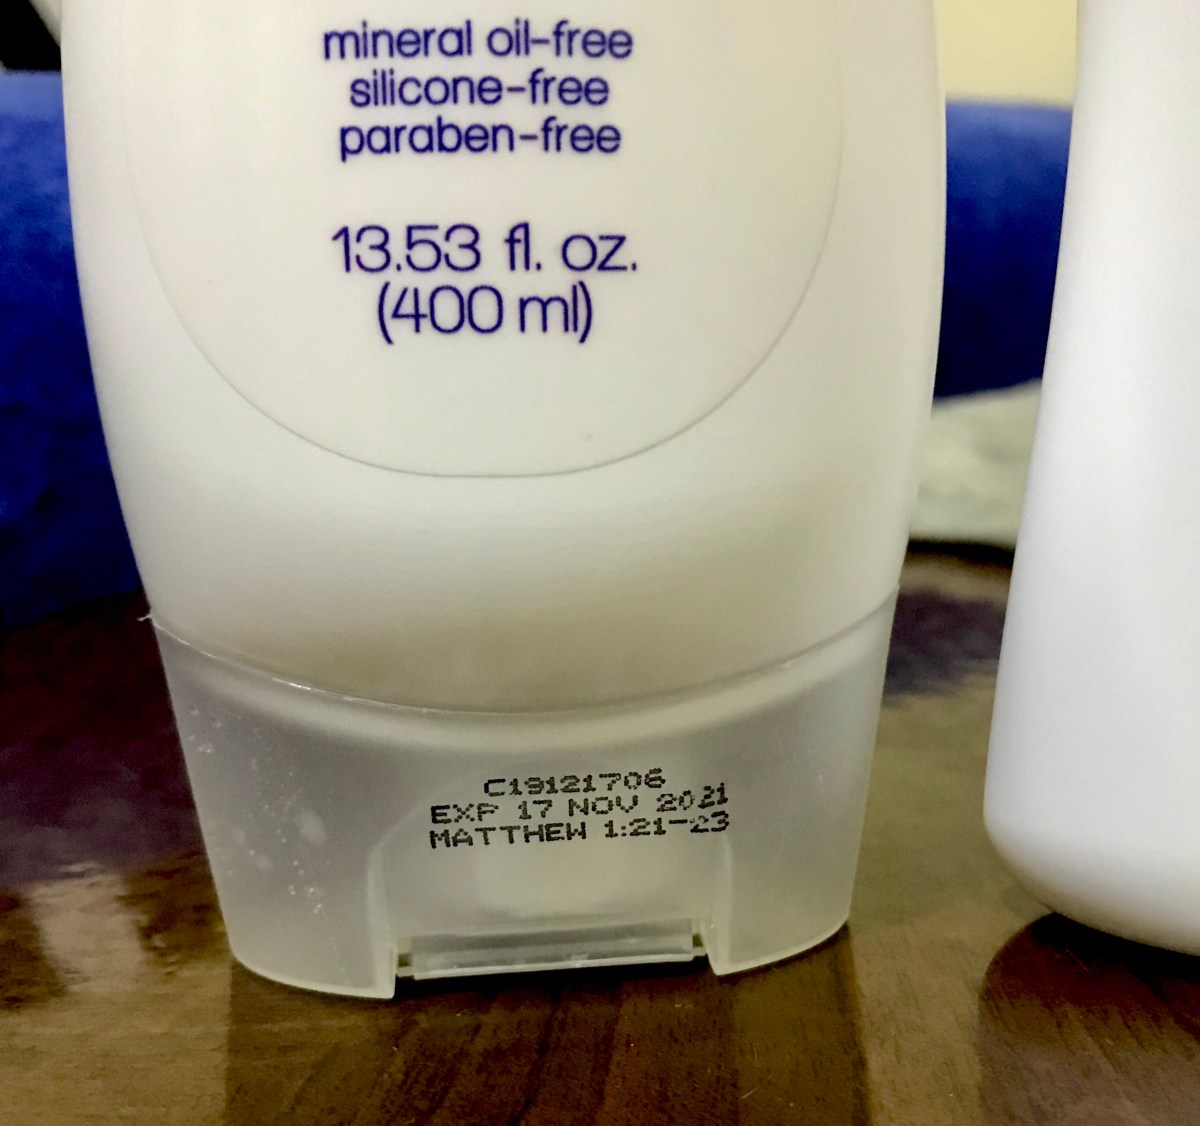 mineral oil-free
silicone-free
paraben-free
13.53 fl. oz.
(400 ml)
C19121706
EXP 17 NOV 2021
MATTHEW 1:21-23